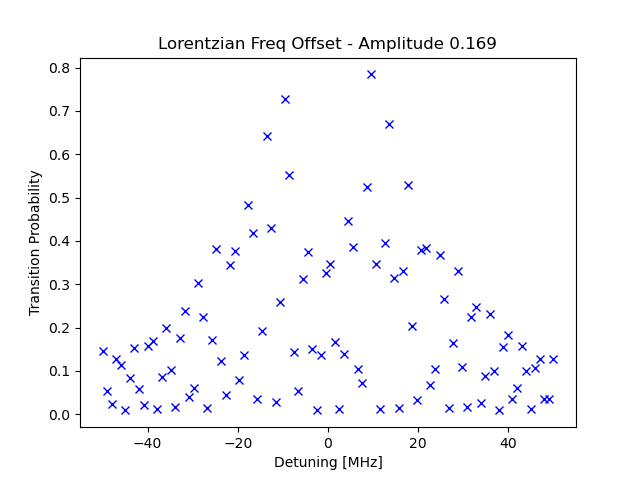 Lorentzian Freq Offset - Amplitude 0.169
0.8
0.7
0.6
0.5
0.4
0.3
0.2
0.1
0.0
Transition Probability
−40 −20 0 20 40
Detuning [MHz]